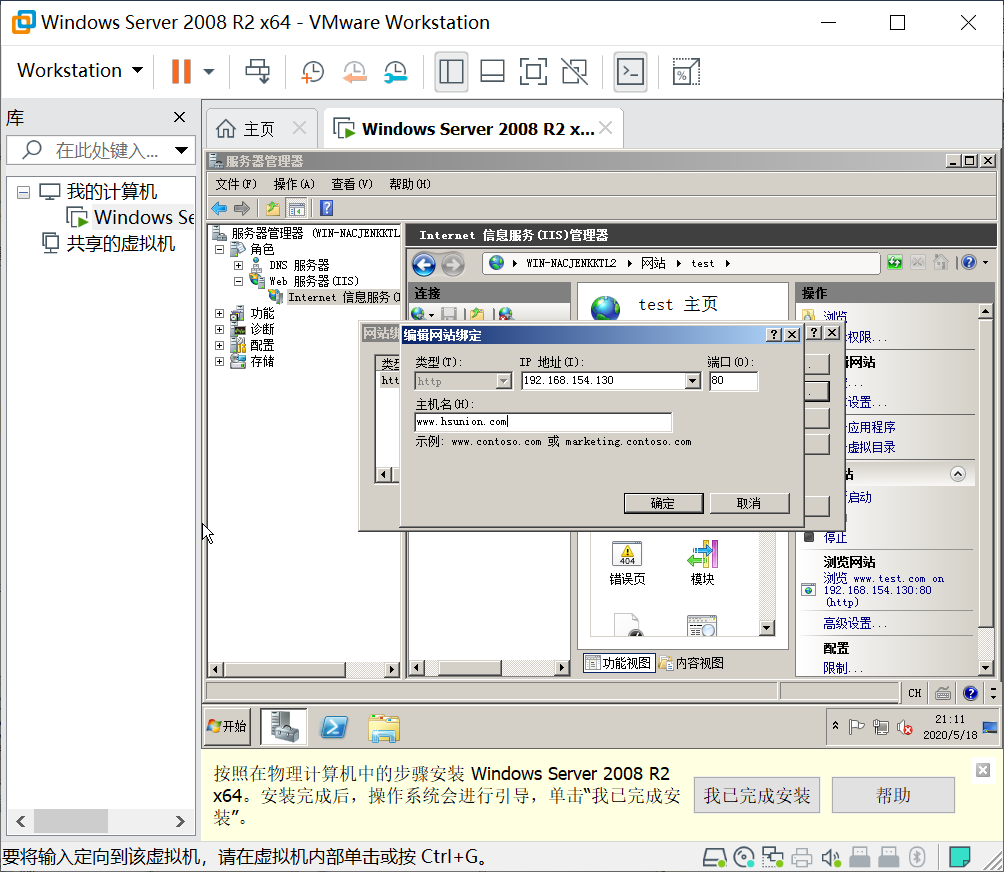 Windows Server 2008 R2 x64 - VMware Workstation
Workstation
库
在此处键入...
我的计算机
Windows Se
共享的虚拟机
主页
Windows Server 2008 R2 x...
服务器管理器
文件(F) 操作(A) 查看(V) 帮助(H)
服务器管理器 (WIN-NACJENKKTL
角色
DNS 服务器
Web 服务器(IIS)
Internet 信息服务(I
功能
诊断
配置
存储
Internet 信息服务(IIS)管理器
WIN-NACJENKKTL2 网站 test
连接
test 主页
操作
浏览
权限...
网站
...
设置...
应用程序
虚拟目录
站
启动
停止
浏览网站
浏览 www.test.com on
192.168.154.130:80
(http)
高级设置...
配置
限制...
网站绑
类型
htt
编辑网站绑定
类型(T): IP 地址(I): 端口(O):
http 192.168.154.130 80
主机名(H):
www.hsunion.com
示例: www.contoso.com 或 marketing.contoso.com
确定 取消
404
错误页 模块
功能视图 内容视图
CH
开始
21:11
2020/5/18
按照在物理计算机中的步骤安装 Windows Server 2008 R2
x64。安装完成后，操作系统会进行引导，单击“我已完成安
装”。
我已完成安装 帮助
要将输入定向到该虚拟机，请在虚拟机内部单击或按 Ctrl+G。